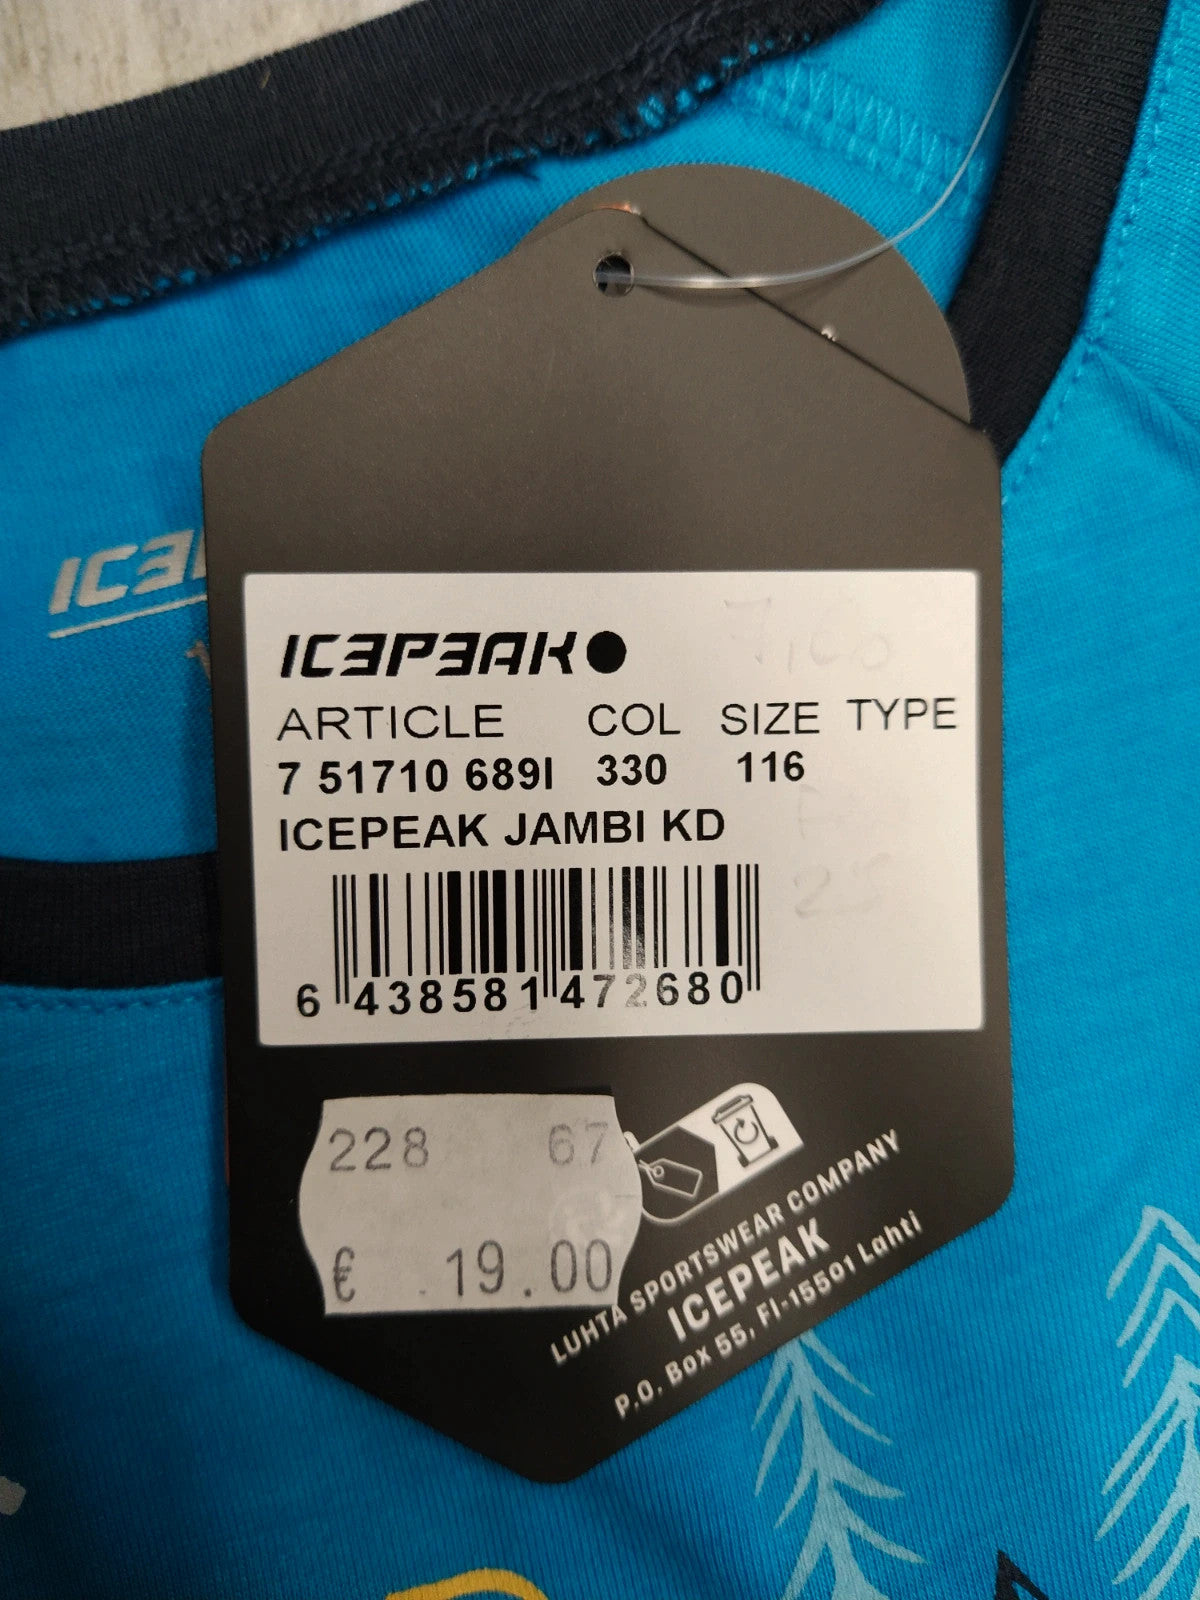 ICEPEAK
ARTICLE COL SIZE TYPE
7 51710 689I 330 116
ICEPEAK JAMBI KD
6 438581 472680
228 67
€ .19.00
LUHTA SPORTSWEAR COMPANY
ICEPEAK
P.O. Box 55, FI-15501 Lahti
ICE